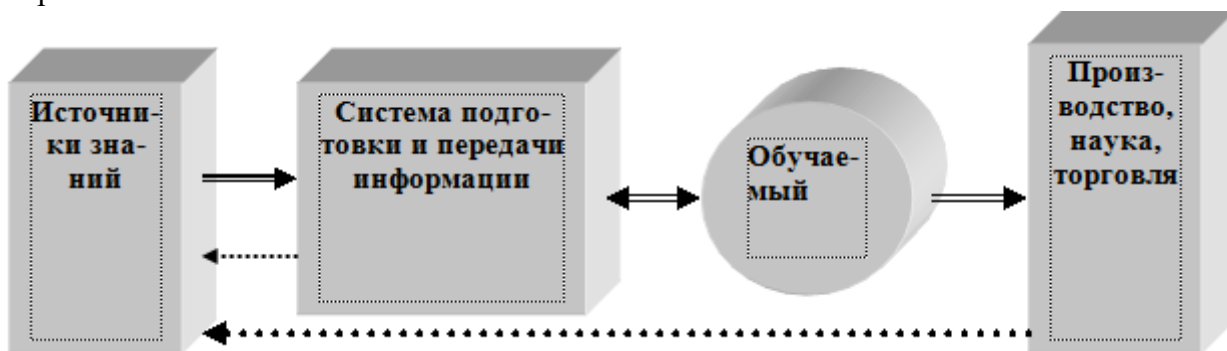 Источни-
ки зна-
ний
Система подго-
товки и передачи
информации
Обучае-
мый
Произ-
водство,
наука,
торговля